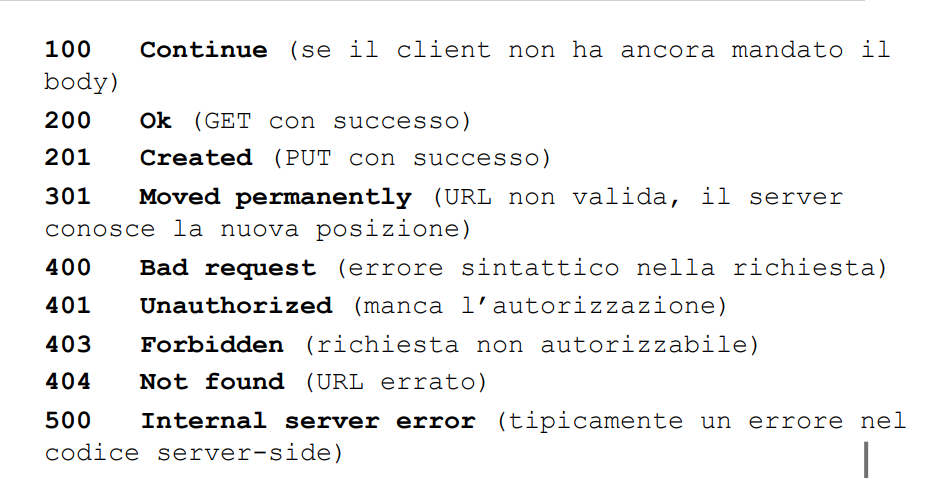 100 Continue (se il client non ha ancora mandato il
body)
200 Ok (GET con successo)
201 Created (PUT con successo)
301 Moved permanently (URL non valida, il server
conosce la nuova posizione)
400 Bad request (errore sintattico nella richiesta)
401 Unauthorized (manca l’autorizzazione)
403 Forbidden (richiesta non autorizzabile)
404 Not found (URL errato)
500 Internal server error (tipicamente un errore nel
codice server-side)